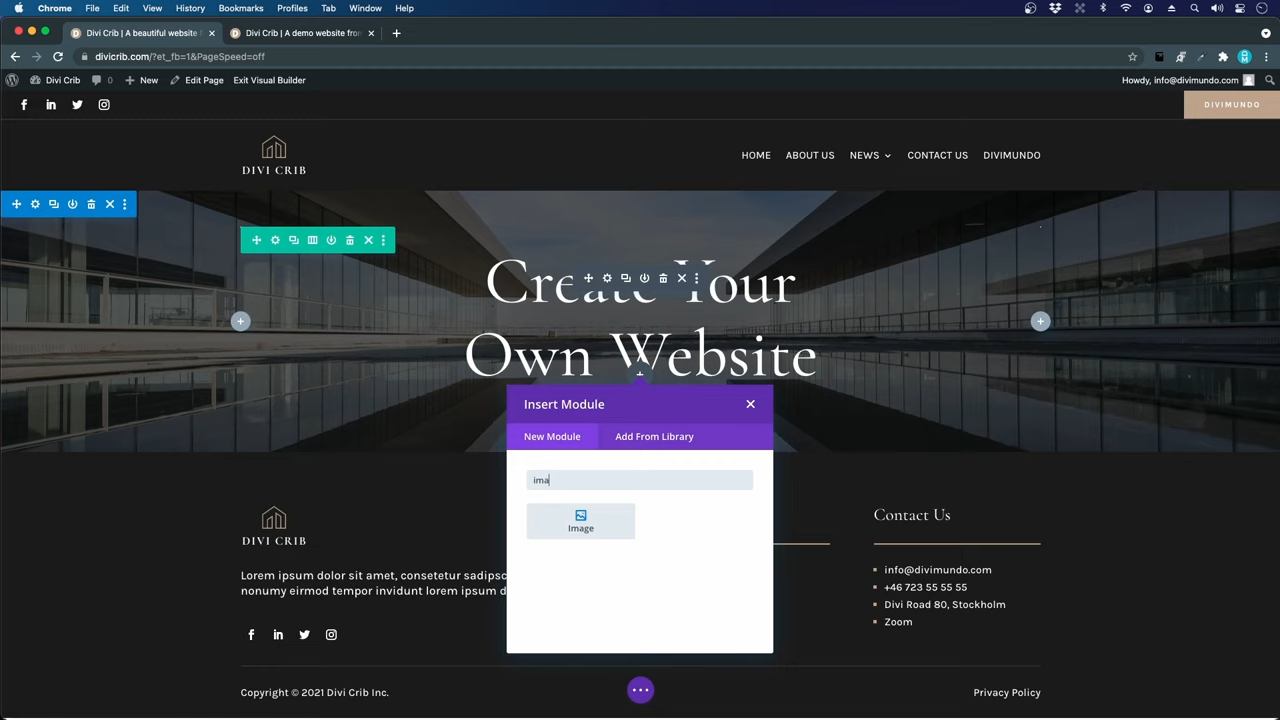 Chrome File Edit View History Bookmarks Profiles Tab Window Help
Divi Crib | A beautiful website f
Divi Crib | A demo website from
divicrib.com/?et_fb=1&PageSpeed=off
Divi Crib 0 New Edit Page Exit Visual Builder Howdy, info@divimundo.com
DIVIMUNDO
DIVI CRIB
HOME ABOUT US NEWS CONTACT US DIVIMUNDO
Create Your
Own Website
Insert Module
New Module Add From Library
ima
Image
DIVI CRIB
Lorem ipsum dolor sit amet, consetetur sadipsc
nonumy eirmod tempor invidunt lorem ipsum d
Contact Us
info@divimundo.com
+46 723 55 55 55
Divi Road 80, Stockholm
Zoom
Copyright © 2021 Divi Crib Inc. Privacy Policy